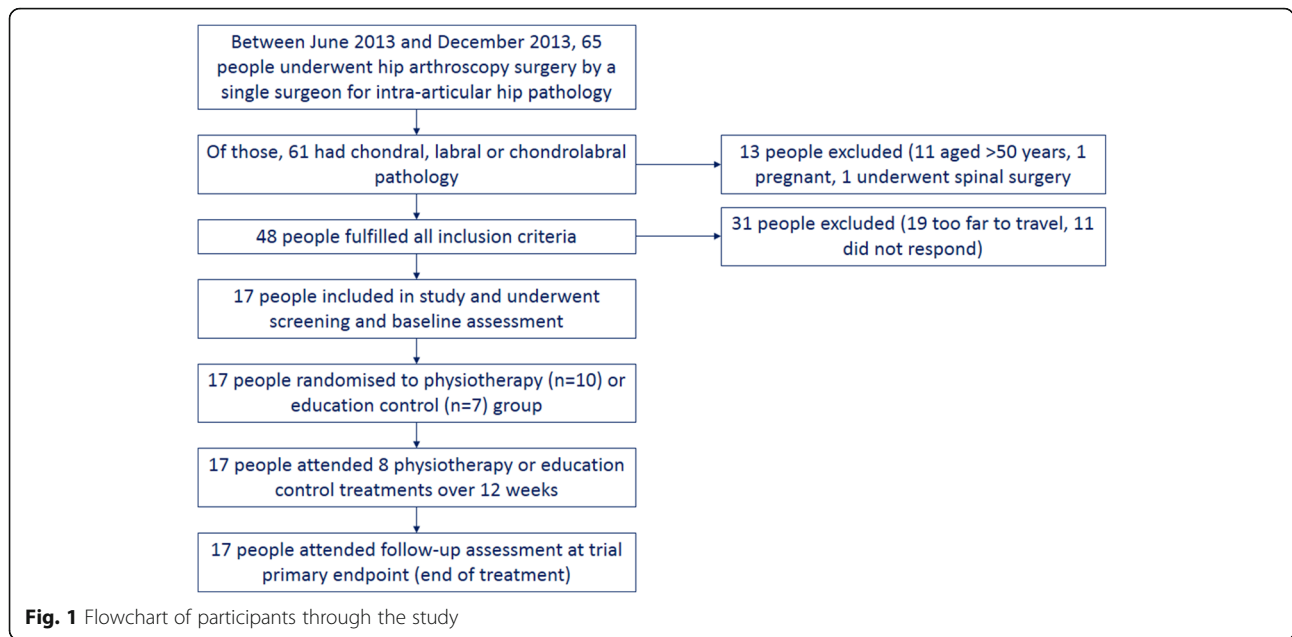 Between June 2013 and December 2013, 65
people underwent hip arthroscopy surgery by a
single surgeon for intra-articular hip pathology
Of those, 61 had chondral, labral or chondrolabral
pathology
13 people excluded (11 aged >50 years, 1
pregnant, 1 underwent spinal surgery
48 people fulfilled all inclusion criteria
31 people excluded (19 too far to travel, 11
did not respond)
17 people included in study and underwent
screening and baseline assessment
17 people randomised to physiotherapy (n=10) or
education control (n=7) group
17 people attended 8 physiotherapy or education
control treatments over 12 weeks
17 people attended follow-up assessment at trial
primary endpoint (end of treatment)
Fig. 1 Flowchart of participants through the study